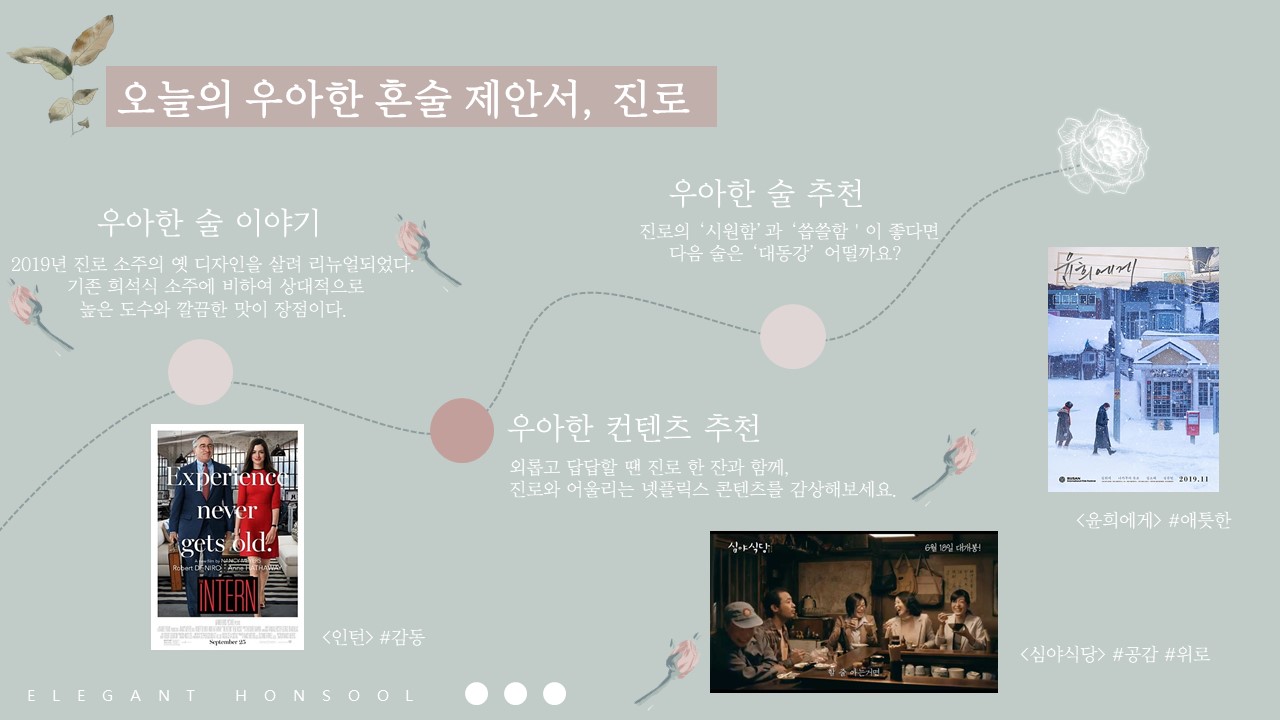 오늘의 우아한 혼술 제안서, 진로
우아한 술 이야기
2019년 진로 소주의 옛 디자인을 살려 리뉴얼되었다.
기존 희석식 소주에 비하여 상대적으로
높은 도수와 깔끔한 맛이 장점이다.
우아한 술 추천
진로의 ‘시원함’과 ‘씁쓸함'이 좋다면
다음 술은 ‘대동강’ 어떨까요?
우아한 컨텐츠 추천
외롭고 답답할 땐 진로 한 잔과 함께,
진로와 어울리는 넷플릭스 콘텐츠를 감상해보세요.
Experience
never
gets old.
A new film by NANCY MEYERS
Robert DE NIRO Anne HATHAWAY
INTERN
September 25
<인턴> #감동
심야식당
6월 18일 대개봉!
<심야식당> #공감 #위로
윤희에게
POST OFFICE
BUSAN
2019.11
<윤희에게> #애틋한
ELEGANT HONSOOL